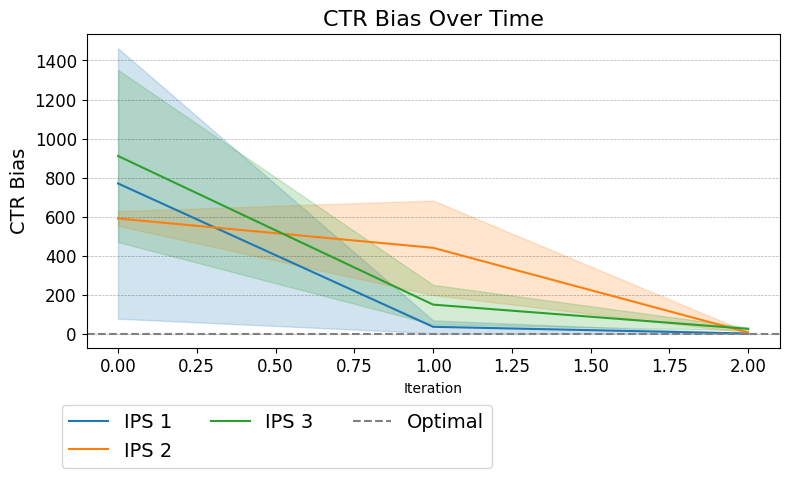 CTR Bias Over Time
CTR Bias
1400
1200
1000
800
600
400
200
0
0.00 0.25 0.50 0.75 1.00 1.25 1.50 1.75 2.00
Iteration
IPS 1 IPS 3 Optimal
IPS 2